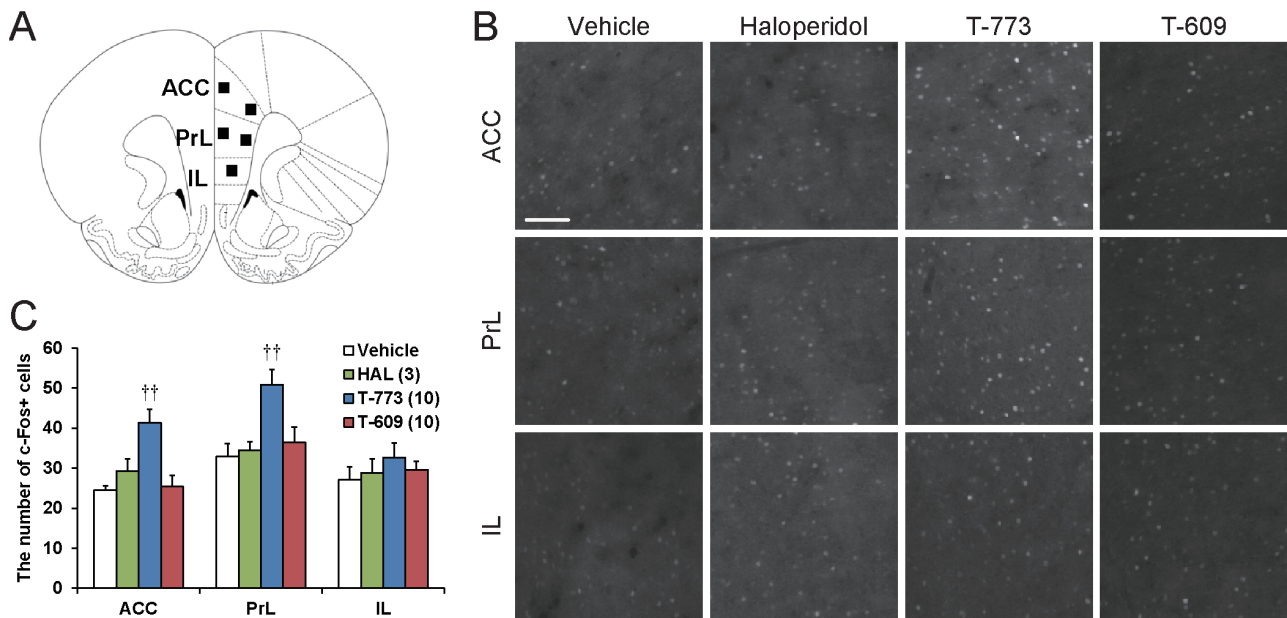 A
ACC
PrL
IL
B
Vehicle Haloperidol T-773 T-609
ACC
PrL
IL
C
The number of c-Fos+ cells
60
50
40
30
20
10
0
††
††
Vehicle
HAL (3)
T-773 (10)
T-609 (10)
ACC PrL IL